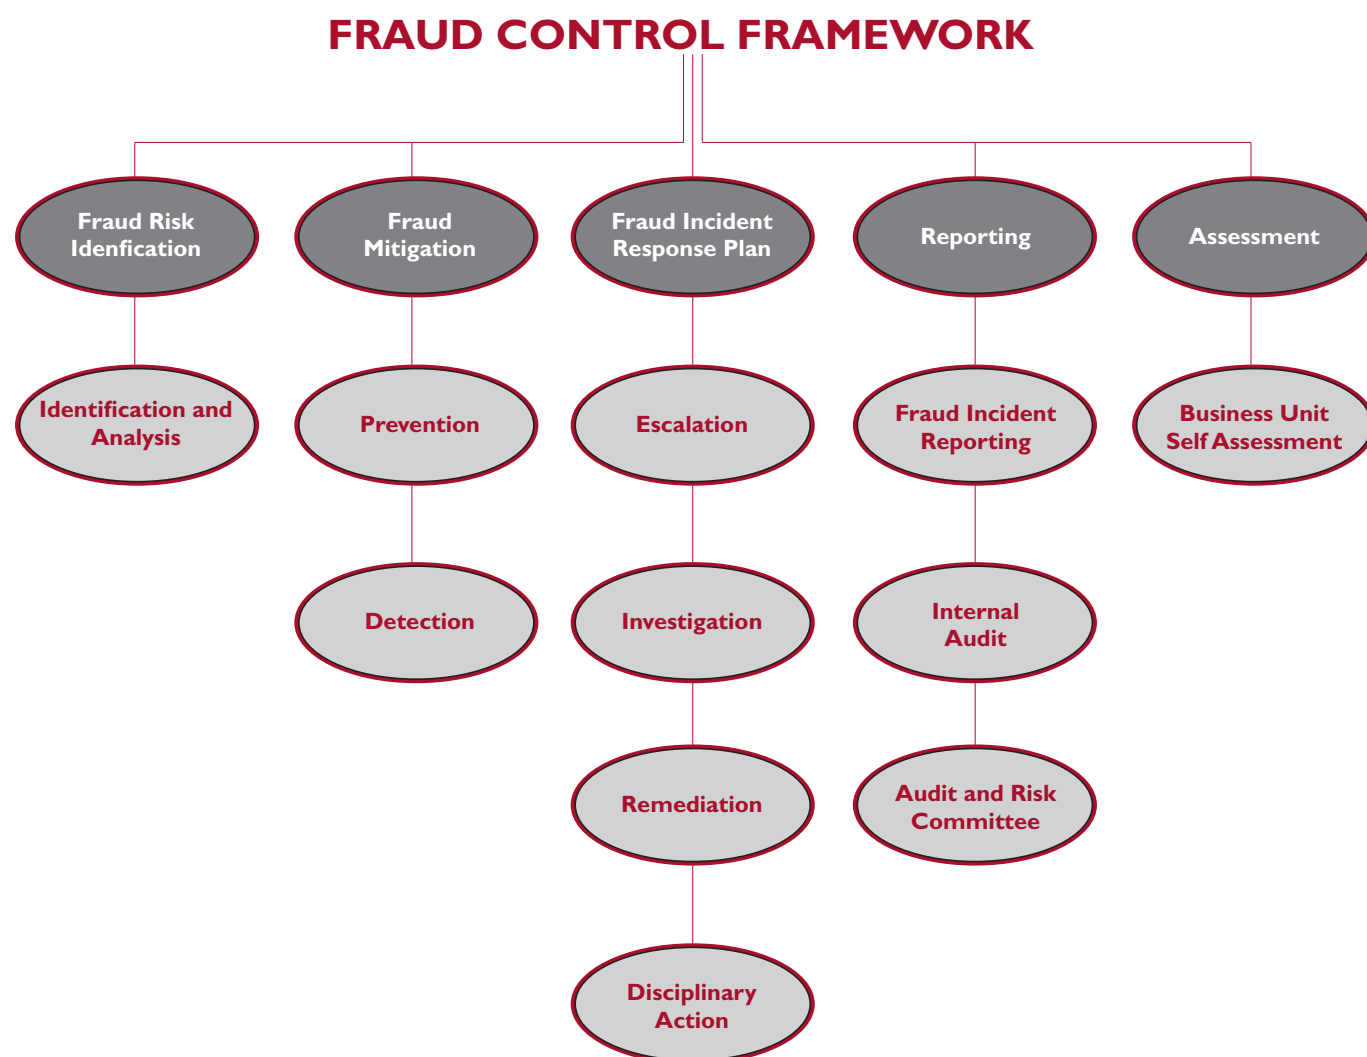 FRAUD CONTROL FRAMEWORK
Fraud Risk
Idenfication
Fraud
Mitigation
Fraud Incident
Response Plan
Reporting
Assessment
Identification and
Analysis
Prevention
Escalation
Fraud Incident
Reporting
Business Unit
Self Assessment
Detection
Investigation
Internal
Audit
Remediation
Audit and Risk
Committee
Disciplinary
Action